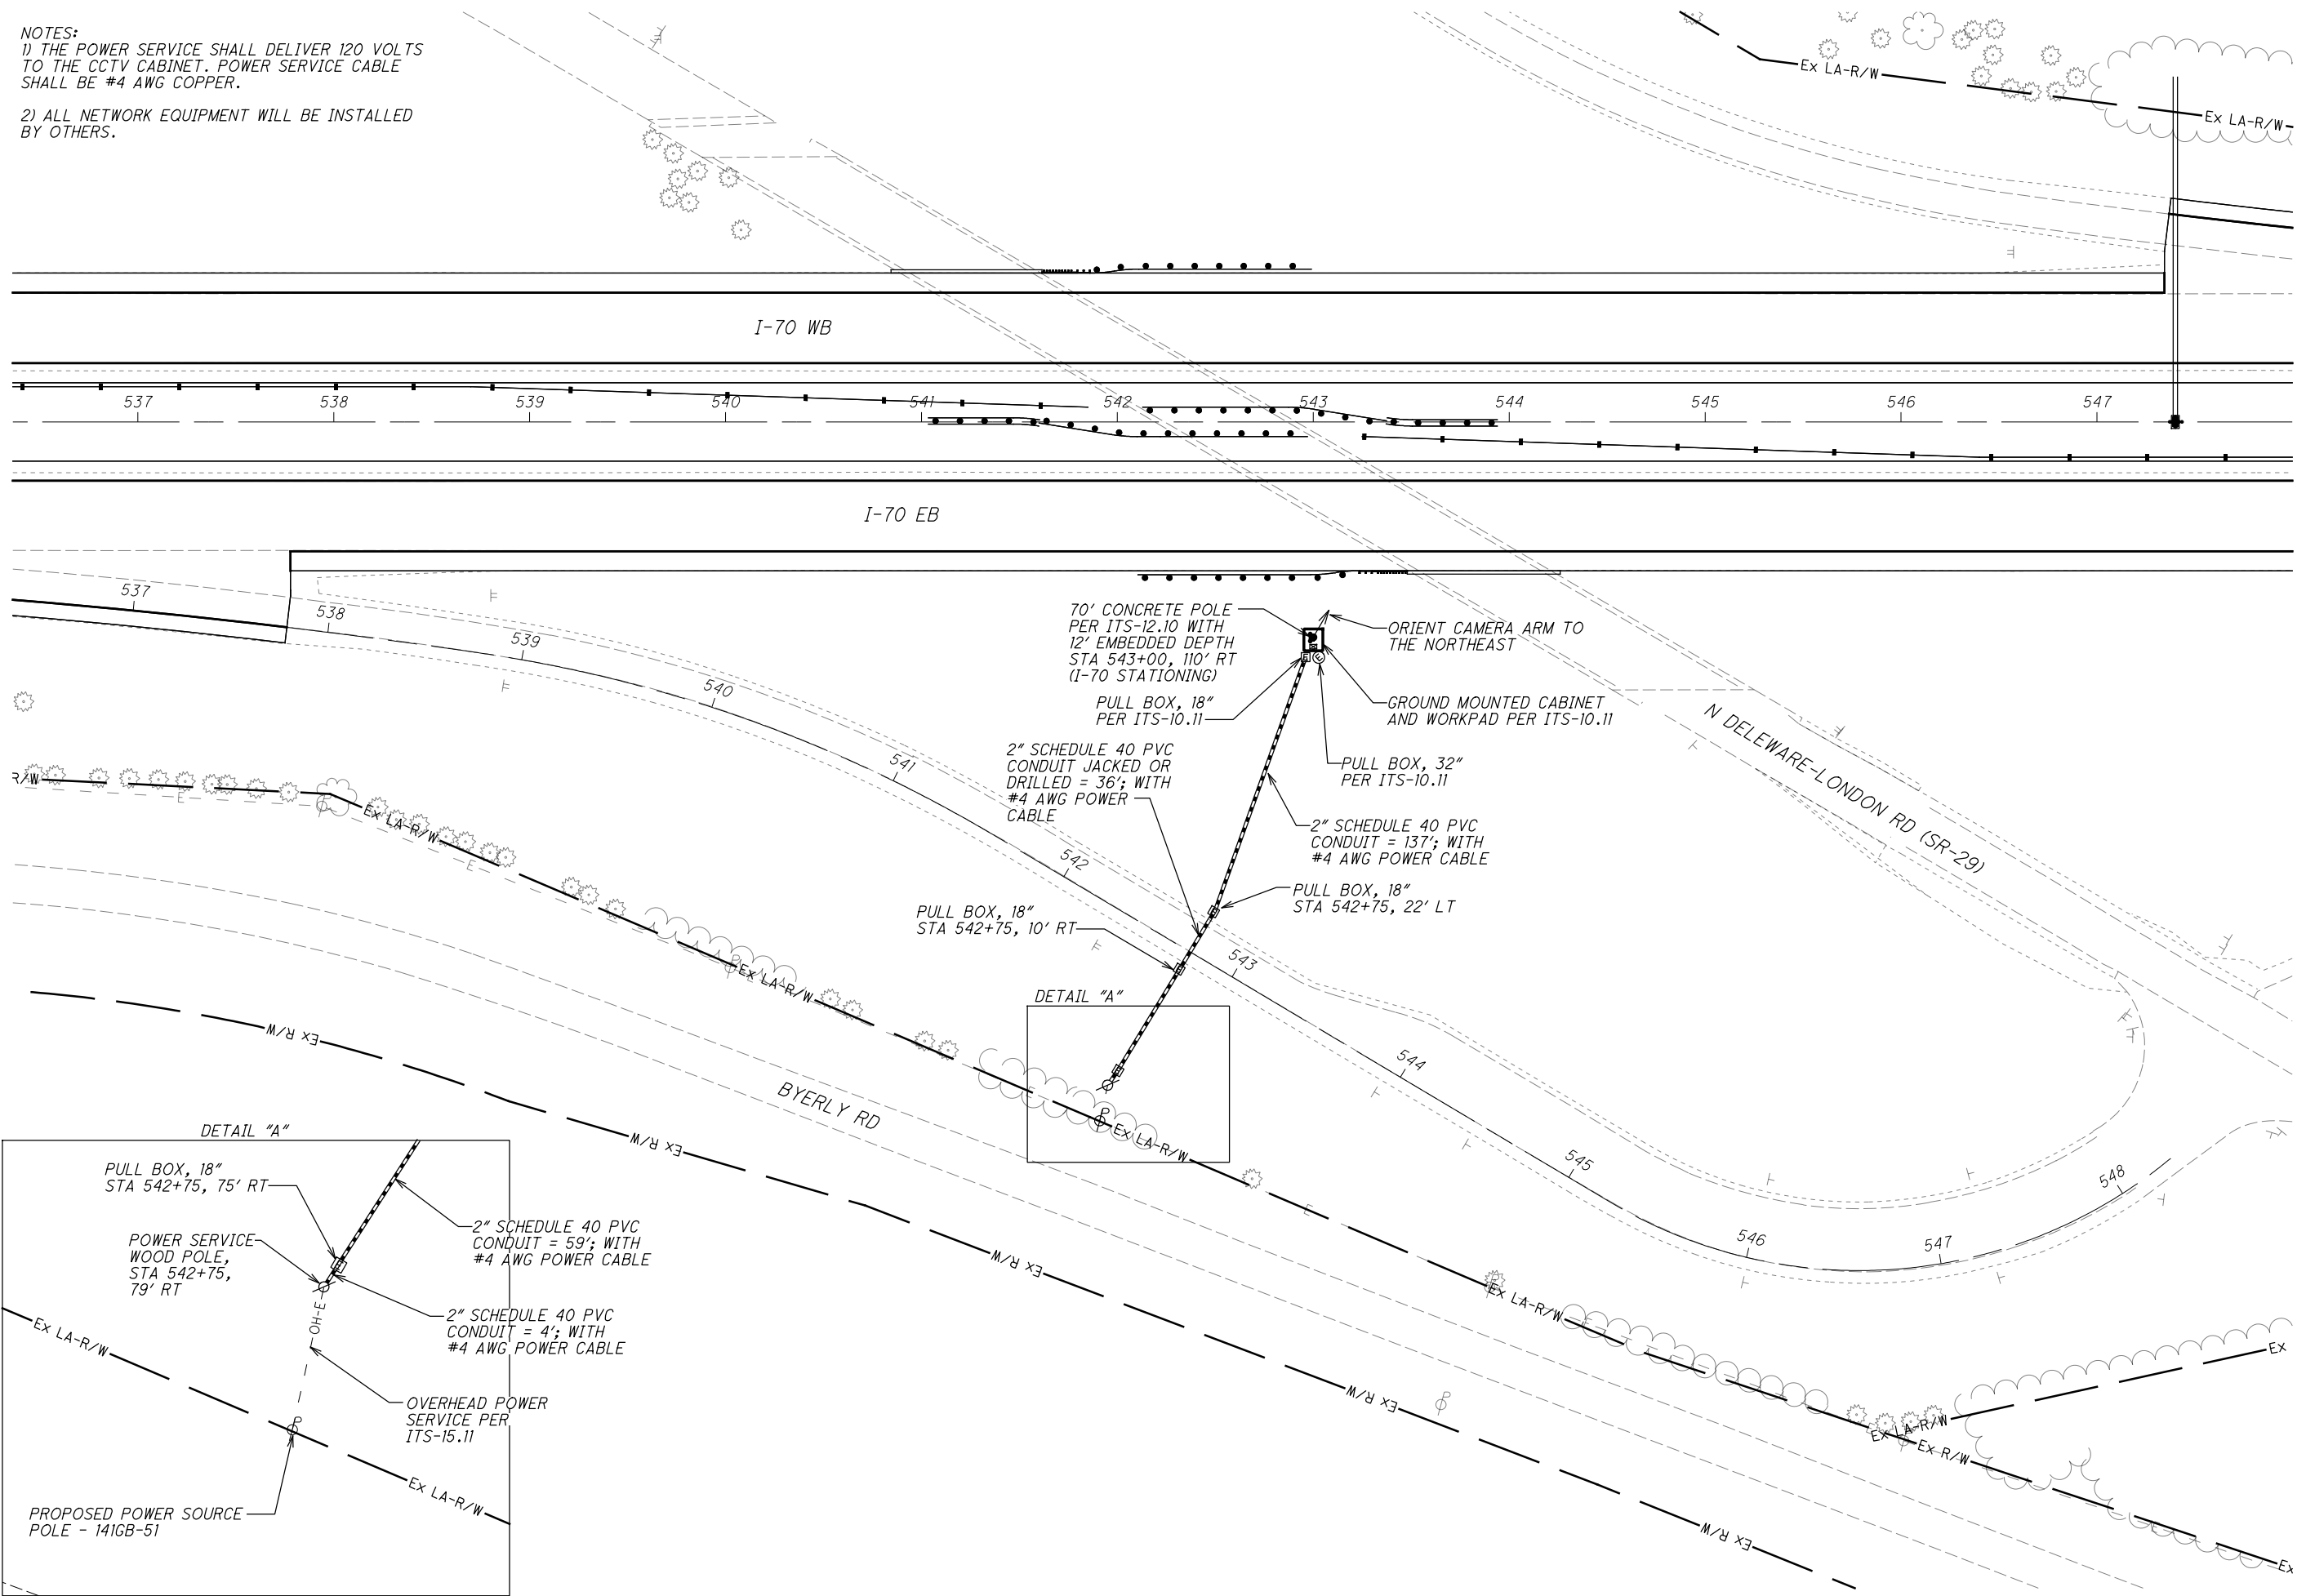 NOTES:
1) THE POWER SERVICE SHALL DELIVER 120 VOLTS
TO THE CCTV CABINET. POWER SERVICE CABLE
SHALL BE #4 AWG COPPER.
2) ALL NETWORK EQUIPMENT WILL BE INSTALLED
BY OTHERS.
Ex LA-R/W
Ex LA-R/W
I-70 WB
537
538
539
540
541
542
543
544
545
546
547
I-70 EB
537
538
539
540
541
542
543
544
545
546
547
548
70' CONCRETE POLE
PER ITS-12.10 WITH
12' EMBEDDED DEPTH
STA 543+00, 110' RT
(I-70 STATIONING)
ORIENT CAMERA ARM TO
THE NORTHEAST
E
PULL BOX, 18"
PER ITS-10.11
GROUND MOUNTED CABINET
AND WORKPAD PER ITS-10.11
2" SCHEDULE 40 PVC
CONDUIT JACKED OR
DRILLED = 36'; WITH
#4 AWG POWER
CABLE
PULL BOX, 32"
PER ITS-10.11
2" SCHEDULE 40 PVC
CONDUIT = 137'; WITH
#4 AWG POWER CABLE
PULL BOX, 18"
STA 542+75, 22' LT
PULL BOX, 18"
STA 542+75, 10' RT
N DELEWARE-LONDON RD (SR-29)
R/W
E
Ex LA-R/W
E
Ex LA-R/W
DETAIL "A"
Ex LA-R/W
E
Ex R/W
BYERLY RD
Ex R/W
Ex R/W
Ex R/W
Ex R/W
Ex LA-R/W
Ex LA-R/W
Ex R/W
Ex
Ex
DETAIL "A"
PULL BOX, 18"
STA 542+75, 75' RT
2" SCHEDULE 40 PVC
CONDUIT = 59'; WITH
#4 AWG POWER CABLE
POWER SERVICE
WOOD POLE,
STA 542+75,
79' RT
OH-E
2" SCHEDULE 40 PVC
CONDUIT = 4'; WITH
#4 AWG POWER CABLE
Ex LA-R/W
OVERHEAD POWER
SERVICE PER
ITS-15.11
P
Ex LA-R/W
PROPOSED POWER SOURCE
POLE - 141GB-51